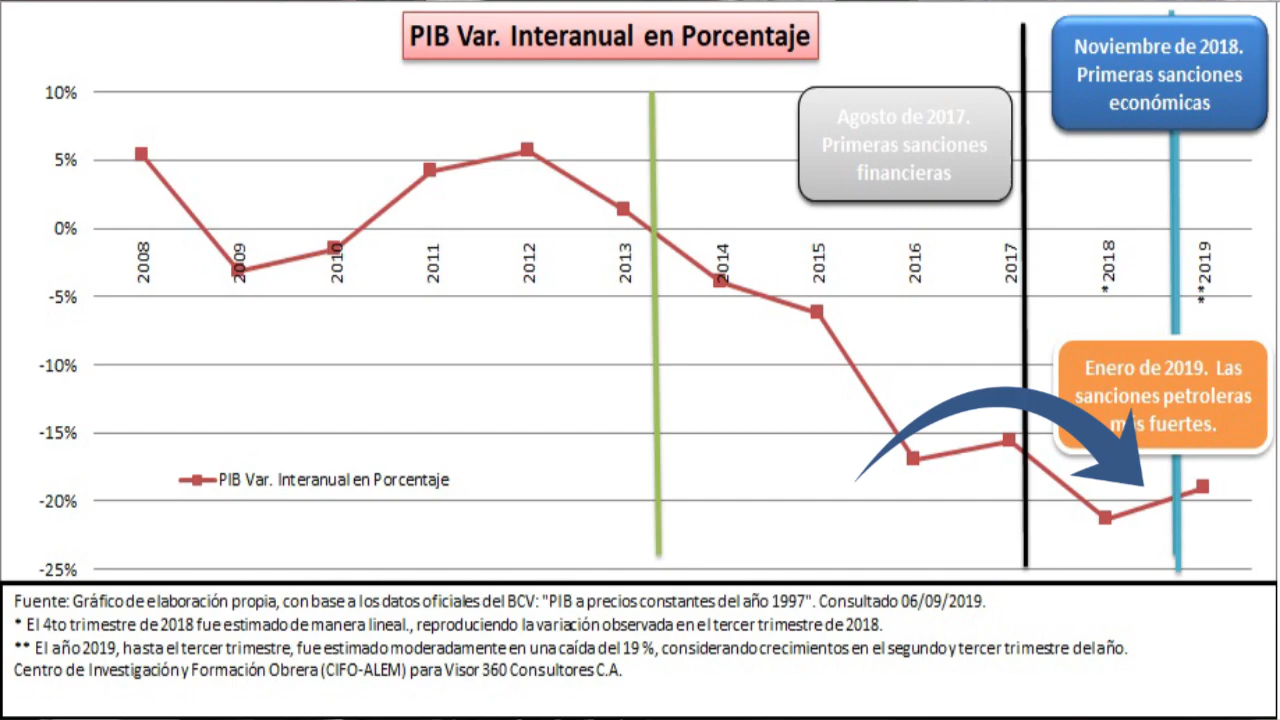 PIB Var. Interanual en Porcentaje
Noviembre de 2018.
Primeras sanciones
económicas
Agosto de 2017.
Primeras sanciones
financieras
10%
5%
0%
-5%
-10%
-15%
-20%
-25%
2008
2009
2010
2011
2012
2013
2014
2015
2016
2017
*2018
**2019
Enero de 2019. Las
sanciones petroleras
más fuertes.
PIB Var. Interanual en Porcentaje
Fuente: Gráfico de elaboración propia, con base a los datos oficiales del BCV: "PIB a precios constantes del año 1997". Consultado 06/09/2019.
* El 4to trimestre de 2018 fue estimado de manera lineal., reproduciendo la variación observada en el tercer trimestre de 2018.
** El año 2019, hasta el tercer trimestre, fue estimado moderadamente en una caída del 19 %, considerando crecimientos en el segundo y tercer trimestre del año.
Centro de Investigación y Formación Obrera (CIFO-ALEM) para Visor 360 Consultores C.A.